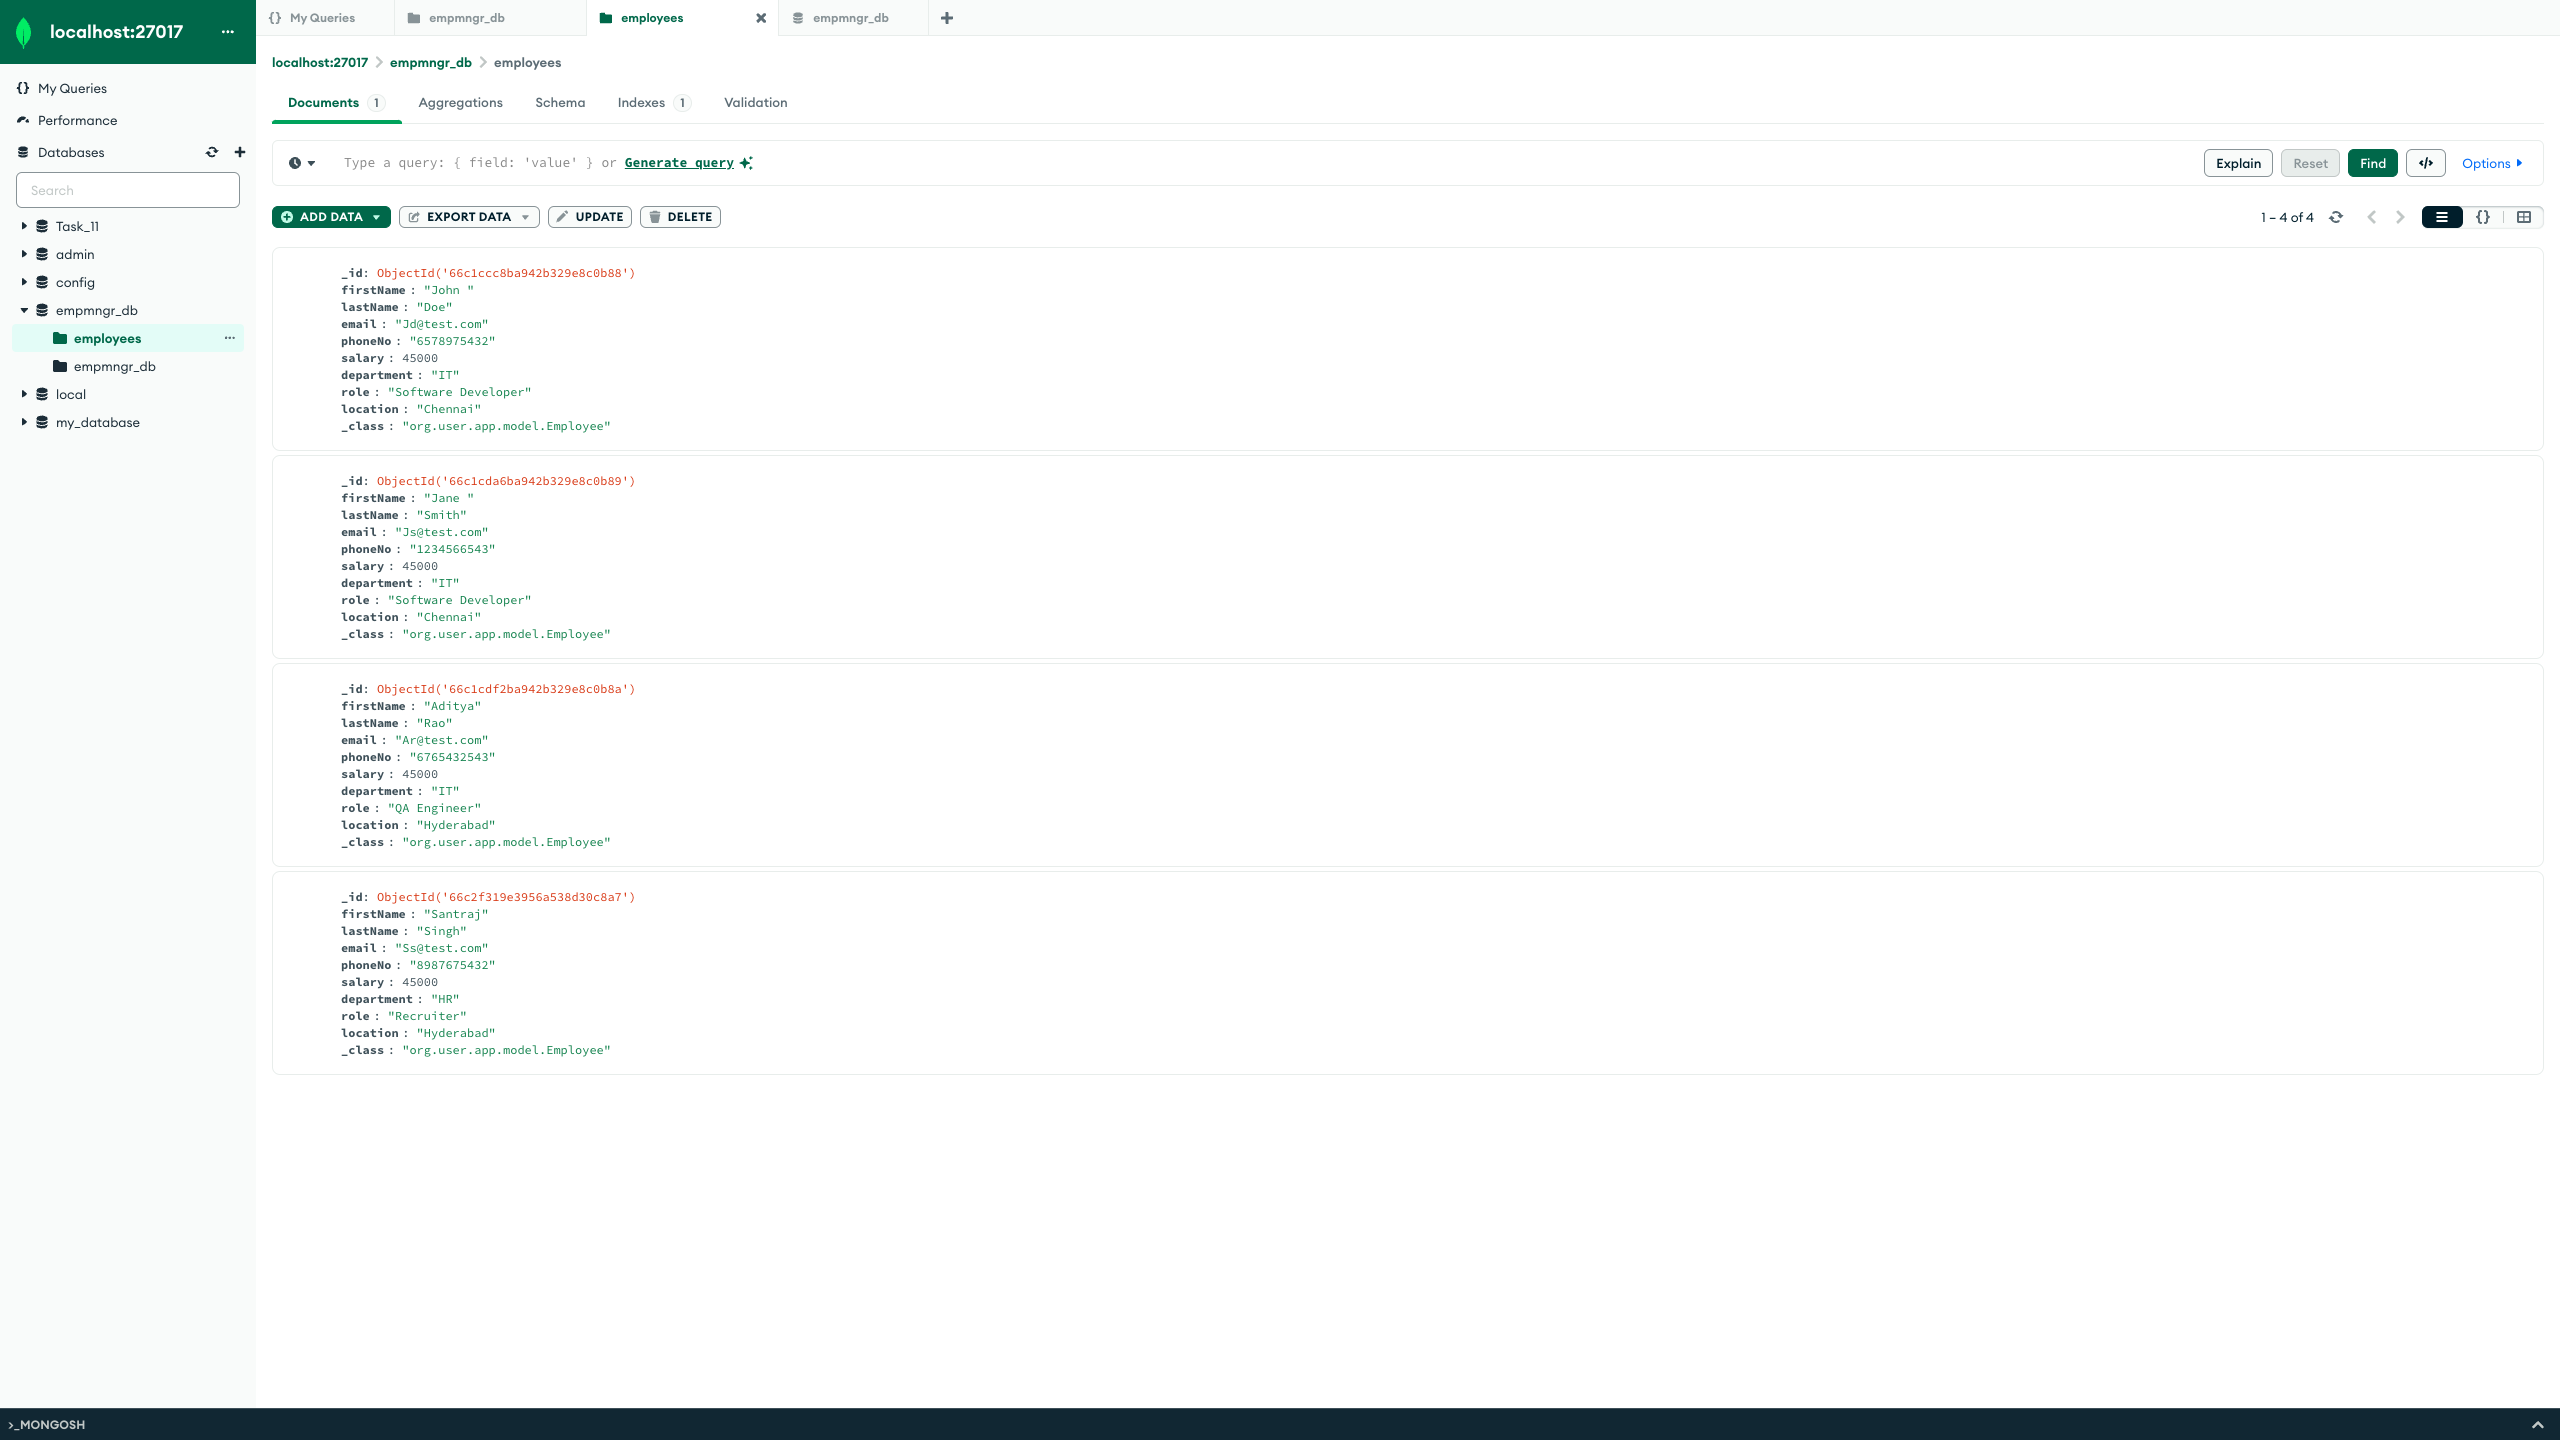 localhost:27017
My Queries
Performance
Databases
Search
Task_11
admin
config
empmngr_db
employees
empmngr_db
local
my_database
{} My Queries
empmngr_db
employees
empmngr_db
localhost:27017 > empmngr_db > employees
Documents 1 Aggregations Schema Indexes 1 Validation
Type a query: { field: 'value' } or Generate query
Explain Reset Find </> Options
ADD DATA EXPORT DATA UPDATE DELETE
1 – 4 of 4 {}
_id: ObjectId('66c1ccc8ba942b329e8c0b88')
firstName : "John "
lastName : "Doe"
email : "Jd@test.com"
phoneNo : "6578975432"
salary : 45000
department : "IT"
role : "Software Developer"
location : "Chennai"
_class : "org.user.app.model.Employee"
_id: ObjectId('66c1cda6ba942b329e8c0b89')
firstName : "Jane "
lastName : "Smith"
email : "Js@test.com"
phoneNo : "1234566543"
salary : 45000
department : "IT"
role : "Software Developer"
location : "Chennai"
_class : "org.user.app.model.Employee"
_id: ObjectId('66c1cdf2ba942b329e8c0b8a')
firstName : "Aditya"
lastName : "Rao"
email : "Ar@test.com"
phoneNo : "6765432543"
salary : 45000
department : "IT"
role : "QA Engineer"
location : "Hyderabad"
_class : "org.user.app.model.Employee"
_id: ObjectId('66c2f319e3956a538d30c8a7')
firstName : "Santraj"
lastName : "Singh"
email : "Ss@test.com"
phoneNo : "8987675432"
salary : 45000
department : "HR"
role : "Recruiter"
location : "Hyderabad"
_class : "org.user.app.model.Employee"
>_MONGOSH